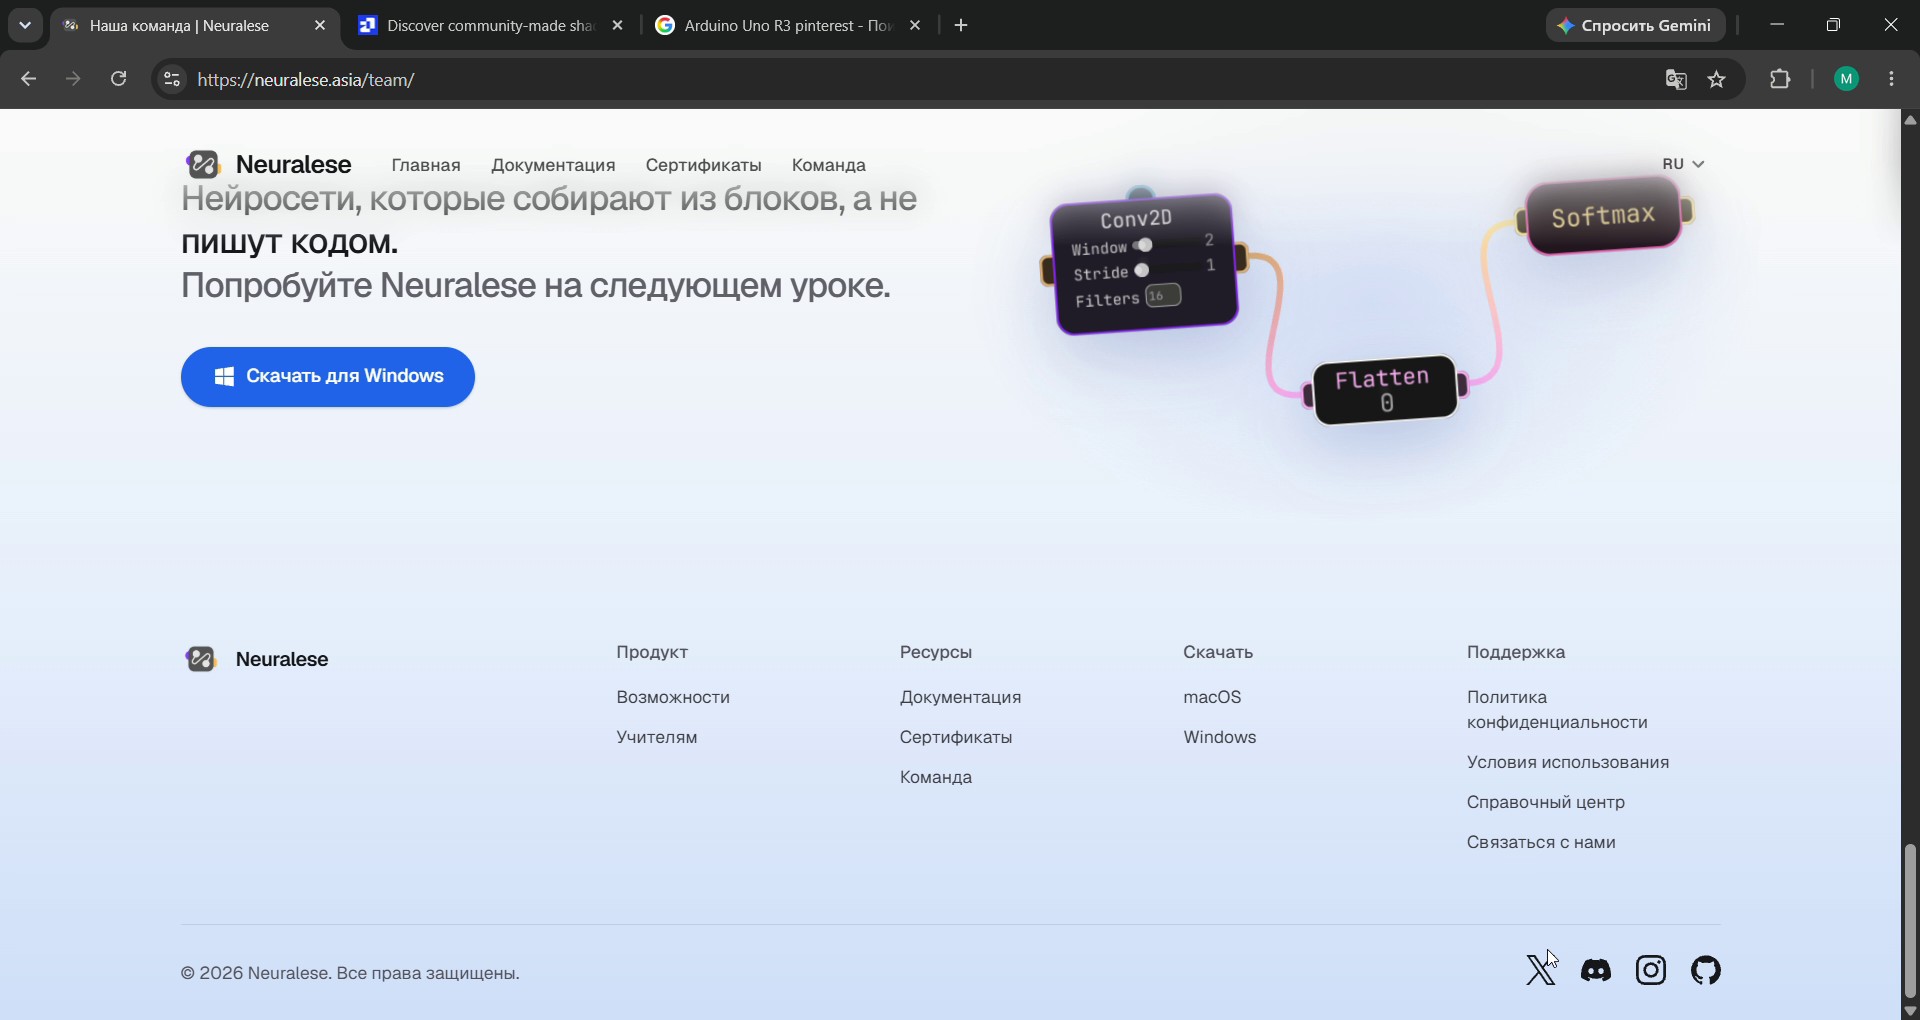 Наша команда | Neuralese
Discover community-made sha
Arduino Uno R3 pinterest - По
Спросить Gemini
https://neuralese.asia/team/
M
Neuralese
Главная
Документация
Сертификаты
Команда
RU
Нейросети, которые собирают из блоков, а не
пишут кодом.
Попробуйте Neuralese на следующем уроке.
Скачать для Windows
Conv2D
Window 2
Stride 1
Filters 16
Flatten
0
Softmax
Neuralese
Продукт
Возможности
Учителям
Ресурсы
Документация
Сертификаты
Команда
Скачать
macOS
Windows
Поддержка
Политика
конфиденциальности
Условия использования
Справочный центр
Связаться с нами
© 2026 Neuralese. Все права защищены.